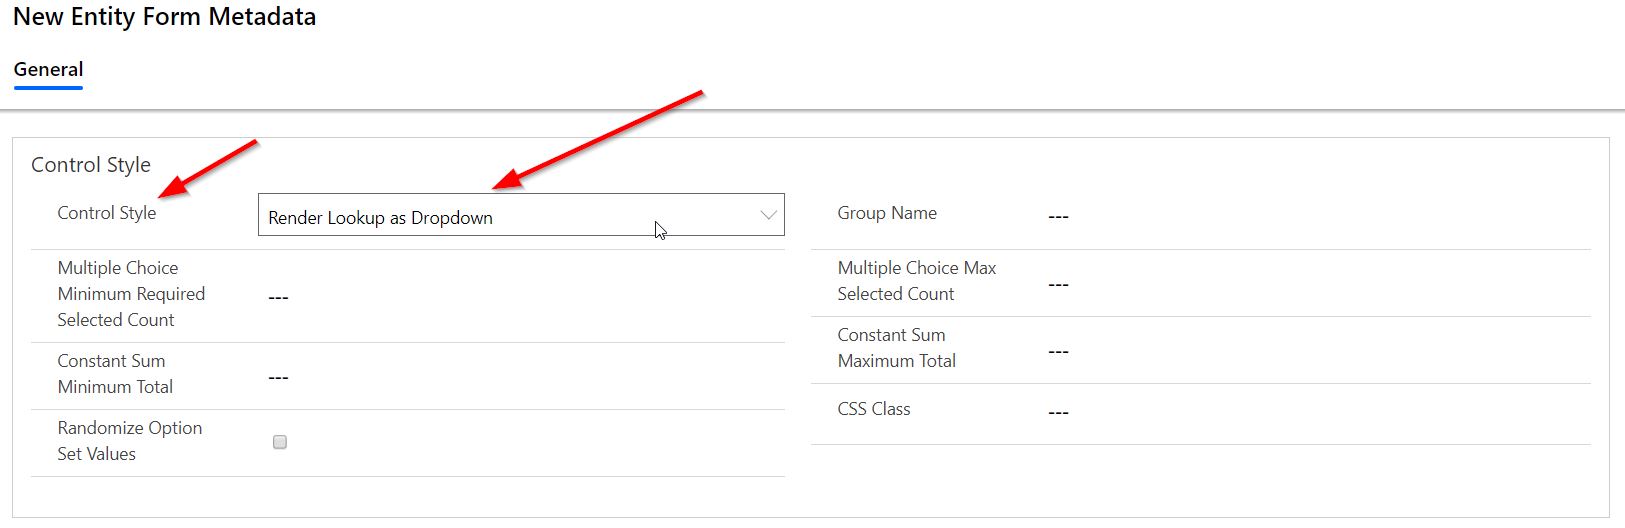 New Entity Form Metadata
General
Control Style
Control Style
Render Lookup as Dropdown
Group Name
---
Multiple Choice
Minimum Required
Selected Count
---
Multiple Choice Max
Selected Count
---
Constant Sum
Minimum Total
---
Constant Sum
Maximum Total
---
Randomize Option
Set Values
CSS Class
---